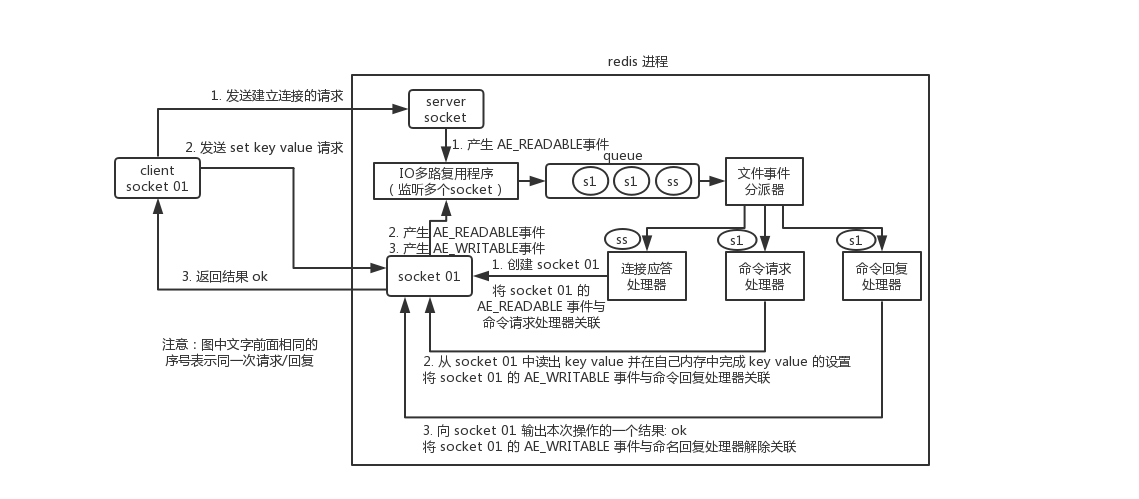 redis 进程
1. 发送建立连接的请求
server
socket
1. 产生 AE_READABLE事件
2. 发送 set key value 请求
client
socket 01
IO多路复用程序
（监听多个socket）
queue
s1
s1
ss
文件事件
分派器
2. 产生 AE_READABLE事件
3. 产生 AE_WRITABLE事件
ss
s1
s1
socket 01
1. 创建 socket 01
连接应答
处理器
命令请求
处理器
命令回复
处理器
3. 返回结果 ok
将 socket 01 的
AE_READABLE 事件与
命令请求处理器关联
注意：图中文字前面相同的
序号表示同一次请求/回复
2. 从 socket 01 中读出 key value 并在自己内存中完成 key value 的设置
将 socket 01 的 AE_WRITABLE 事件与命令回复处理器关联
3. 向 socket 01 输出本次操作的一个结果: ok
将 socket 01 的 AE_WRITABLE 事件与命名回复处理器解除关联